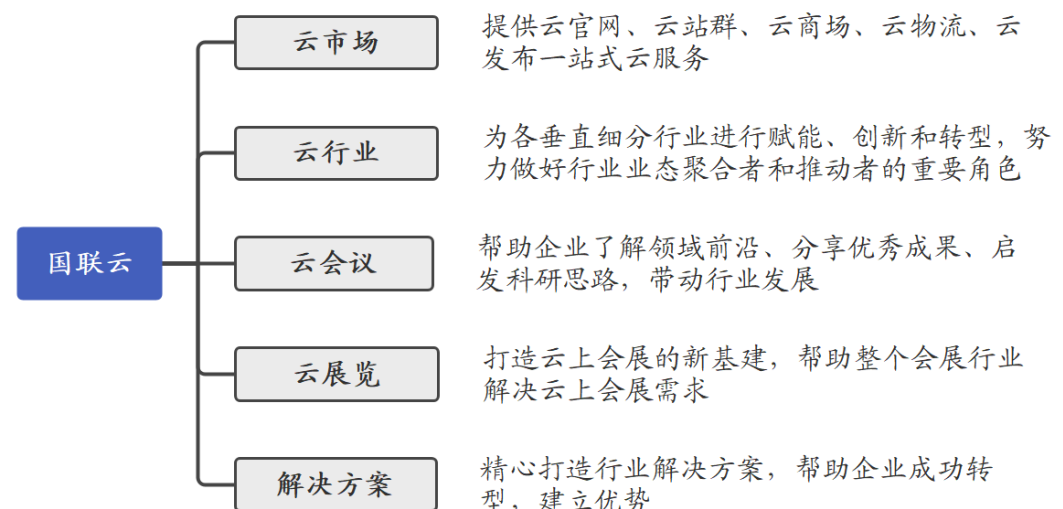 云市场
提供云官网、云站群、云商场、云物流、云
发布一站式云服务
云行业
为各垂直细分行业进行赋能、创新和转型，努
力做好行业业态聚合者和推动者的重要角色
国联云
云会议
帮助企业了解领域前沿、分享优秀成果、启
发科研思路，带动行业发展
云展览
打造云上会展的新基建，帮助整个会展行业
解决云上会展需求
解决方案
精心打造行业解决方案，帮助企业成功转
型，建立优势